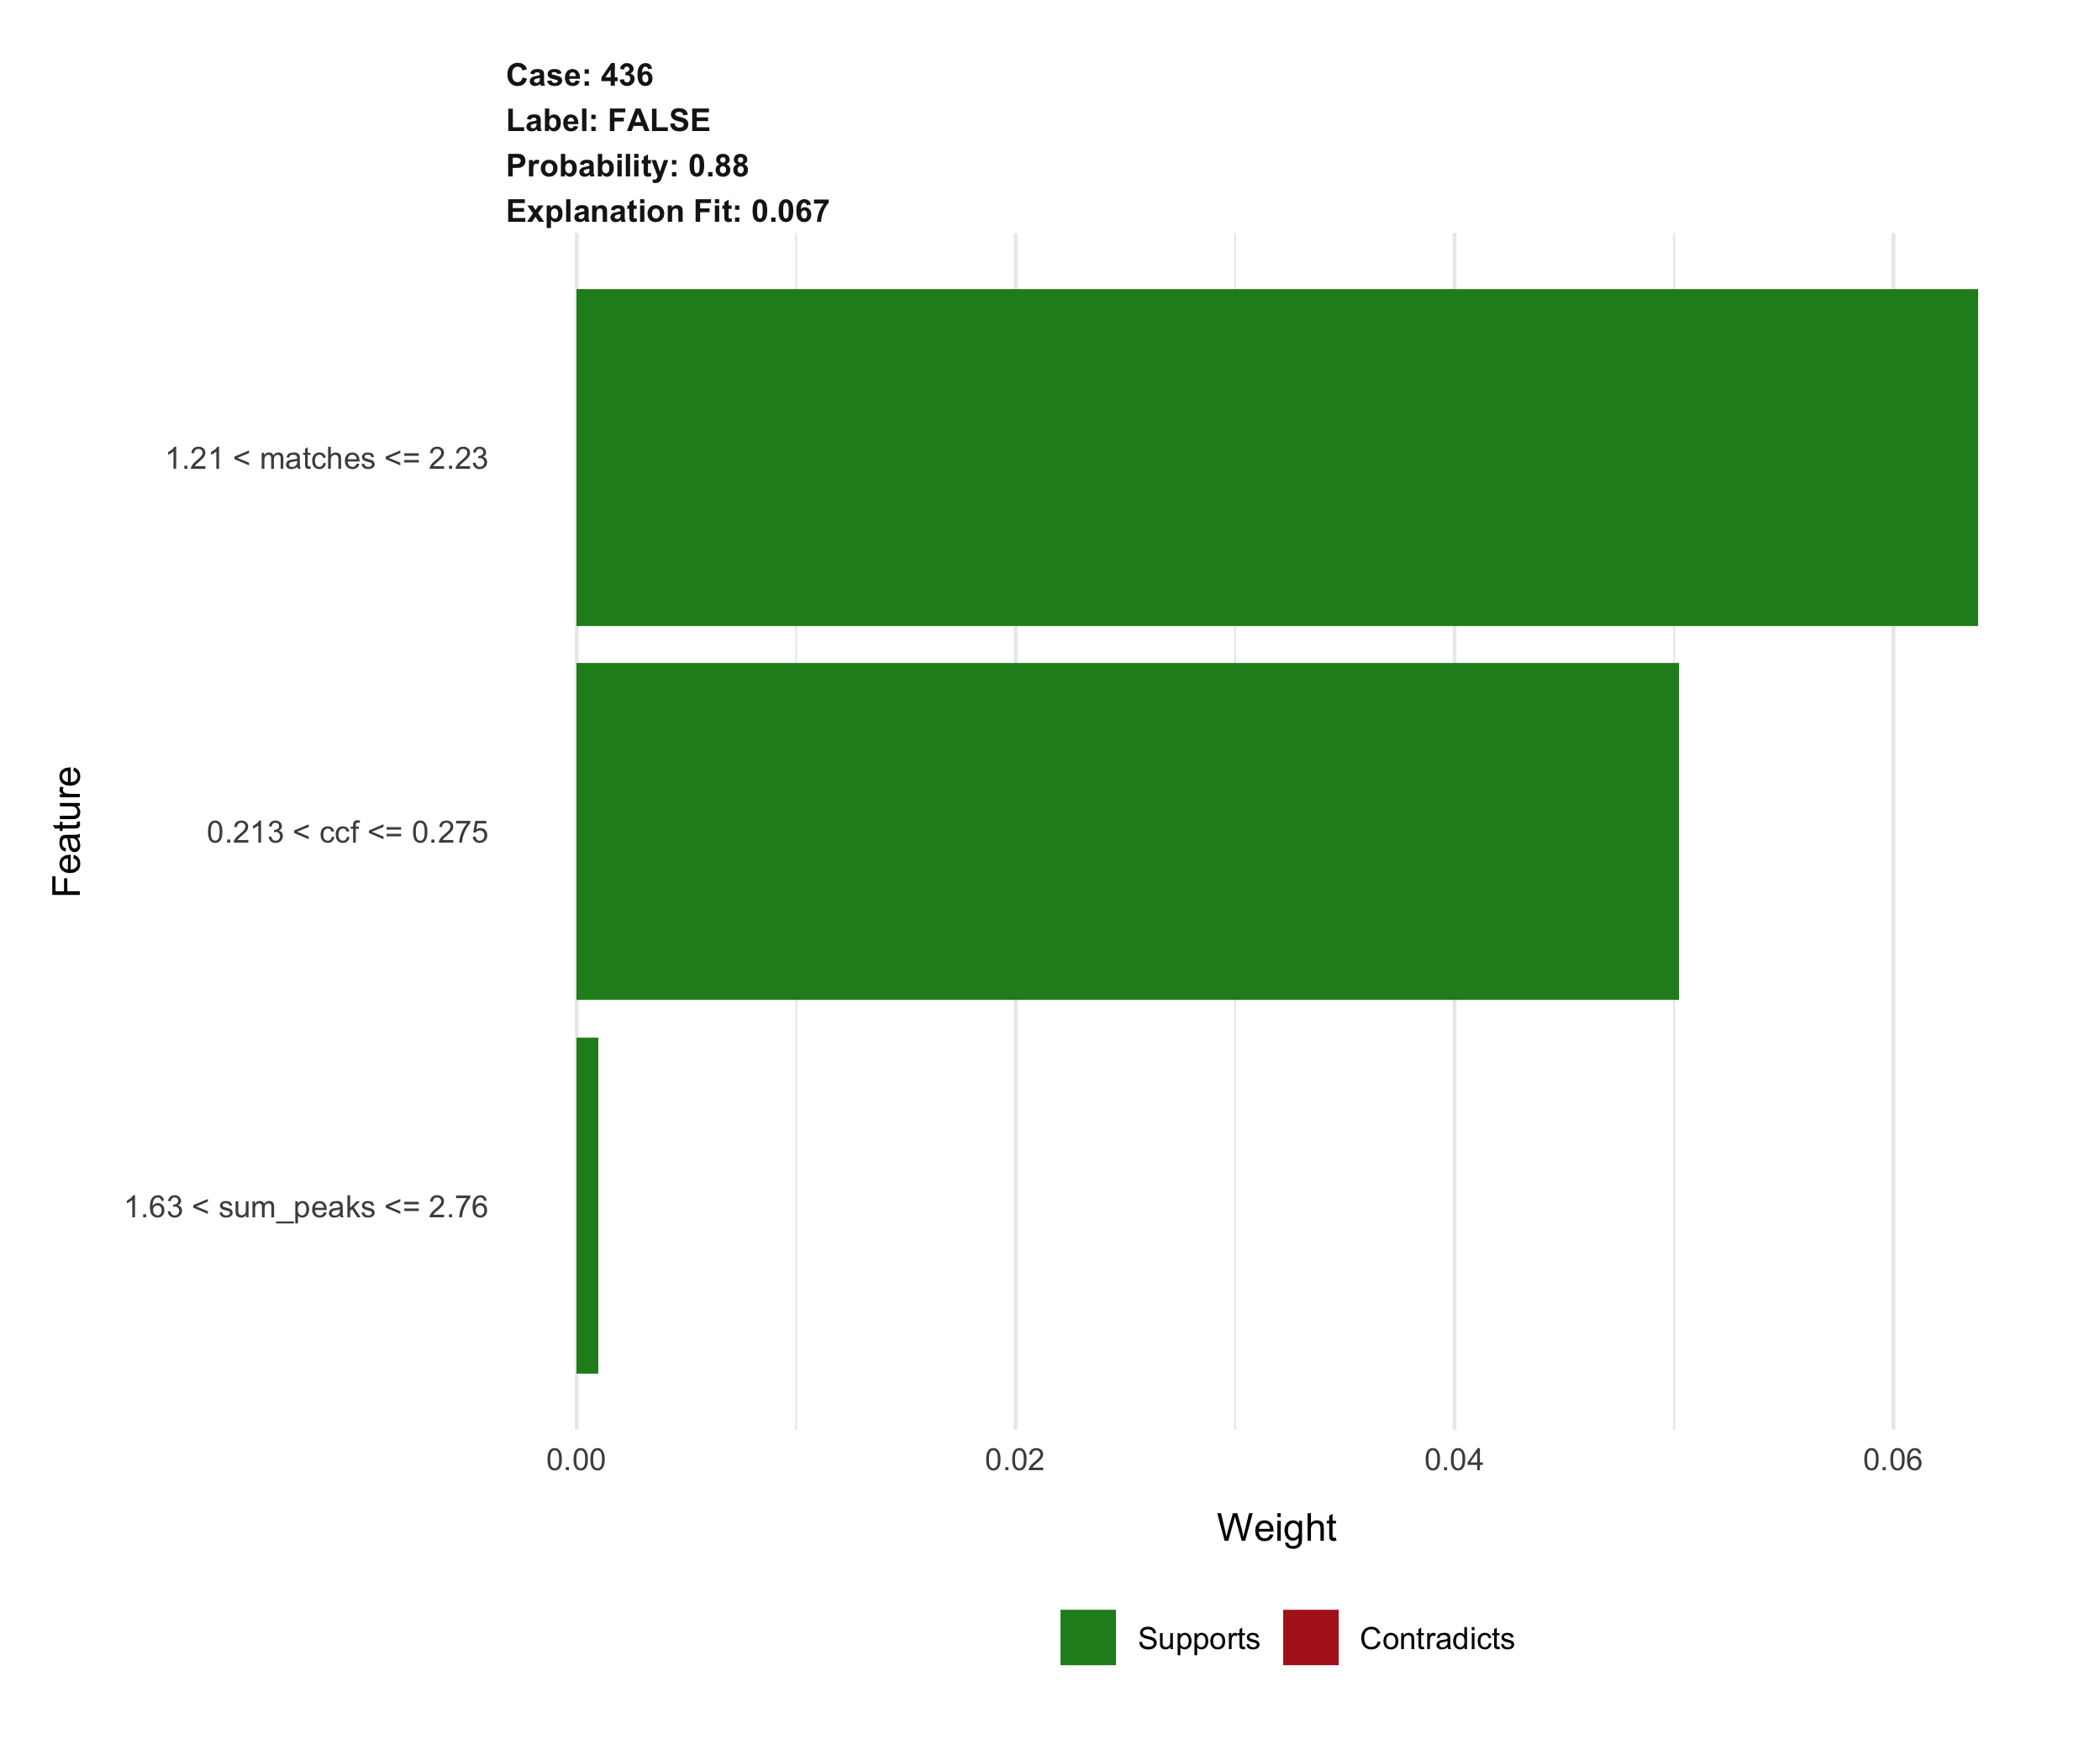 Case: 436
Label: FALSE
Probability: 0.88
Explanation Fit: 0.067
1.21 < matches <= 2.23
0.213 < ccf <= 0.275
1.63 < sum_peaks <= 2.76
Feature
0.00 0.02 0.04 0.06
Weight
Supports Contradicts